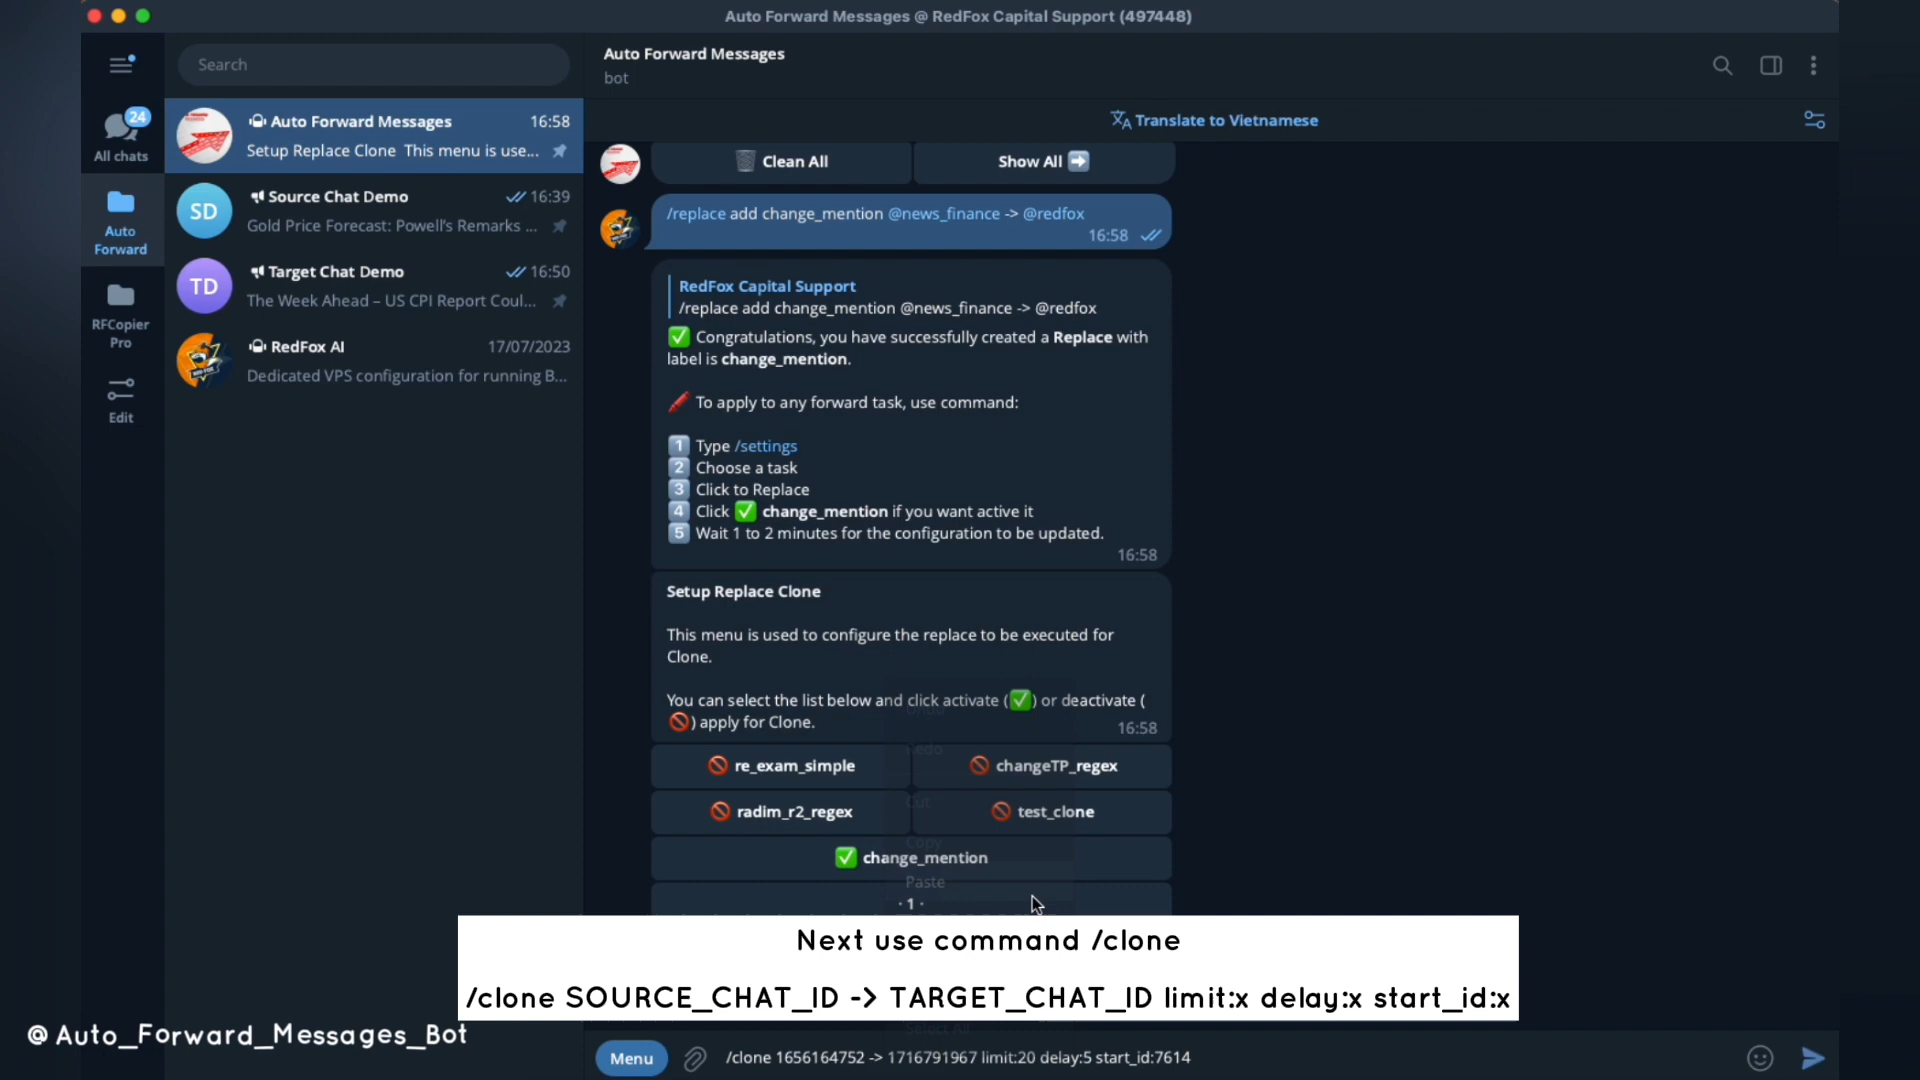 Auto Forward Messages @ RedFox Capital Support (497448)
Search
24
All chats
Auto
Forward
RFCopier
Pro
Edit
Auto Forward Messages 16:58
Setup Replace Clone This menu is use...
SD
Source Chat Demo 16:39
Gold Price Forecast: Powell's Remarks ...
TD
Target Chat Demo 16:50
The Week Ahead – US CPI Report Coul...
RedFox AI 17/07/2023
Dedicated VPS configuration for running B...
Auto Forward Messages
bot
Translate to Vietnamese
Clean All
Show All
/replace add change_mention @news_finance -> @redfox
16:58
RedFox Capital Support
/replace add change_mention @news_finance -> @redfox
Congratulations, you have successfully created a Replace with
label is change_mention.
To apply to any forward task, use command:
1 Type /settings
2 Choose a task
3 Click to Replace
4 Click ✅ change_mention if you want active it
5 Wait 1 to 2 minutes for the configuration to be updated.
16:58
Setup Replace Clone
This menu is used to configure the replace to be executed for
Clone.
You can select the list below and click activate (✅) or deactivate (
🚫) apply for Clone.
16:58
re_exam_simple
changeTP_regex
radim_r2_regex
test_clone
Cut
Copy
change_mention
Paste
· 1 ·
Next use command /clone
/clone SOURCE_CHAT_ID -> TARGET_CHAT_ID limit:x delay:x start_id:x
Select All
@Auto_Forward_Messages_Bot
Menu
/clone 1656164752 -> 1716791967 limit:20 delay:5 start_id:7614